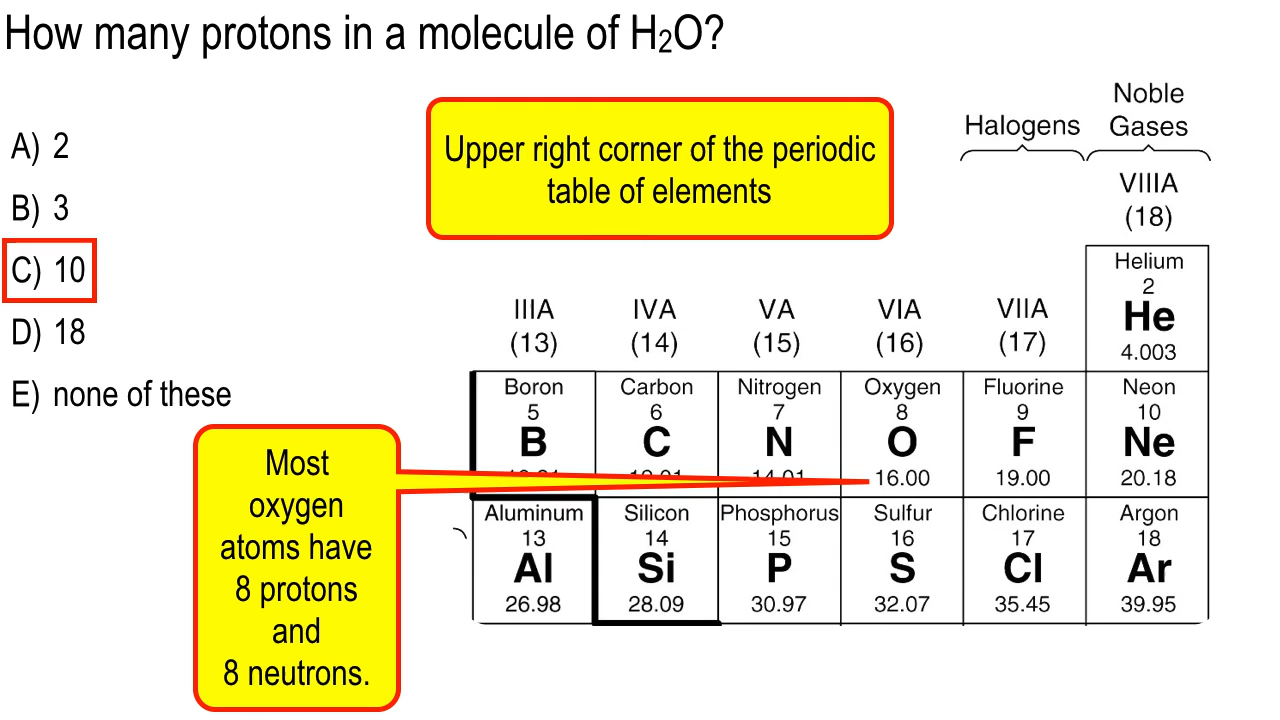 How many protons in a molecule of H₂O?
A) 2
B) 3
C) 10
D) 18
E) none of these
Upper right corner of the periodic
table of elements
Most
oxygen
atoms have
8 protons
and
8 neutrons.
Halogens
Noble
Gases
VIIIA
(18)
Helium
2
He
4.003
IIIA
(13)
IVA
(14)
VA
(15)
VIA
(16)
VIIA
(17)
Boron
5
B
Carbon
6
C
Nitrogen
7
N
Oxygen
8
O
16.00
Fluorine
9
F
19.00
Neon
10
Ne
20.18
Aluminum
13
Al
26.98
Silicon
14
Si
28.09
Phosphorus
15
P
30.97
Sulfur
16
S
32.07
Chlorine
17
Cl
35.45
Argon
18
Ar
39.95